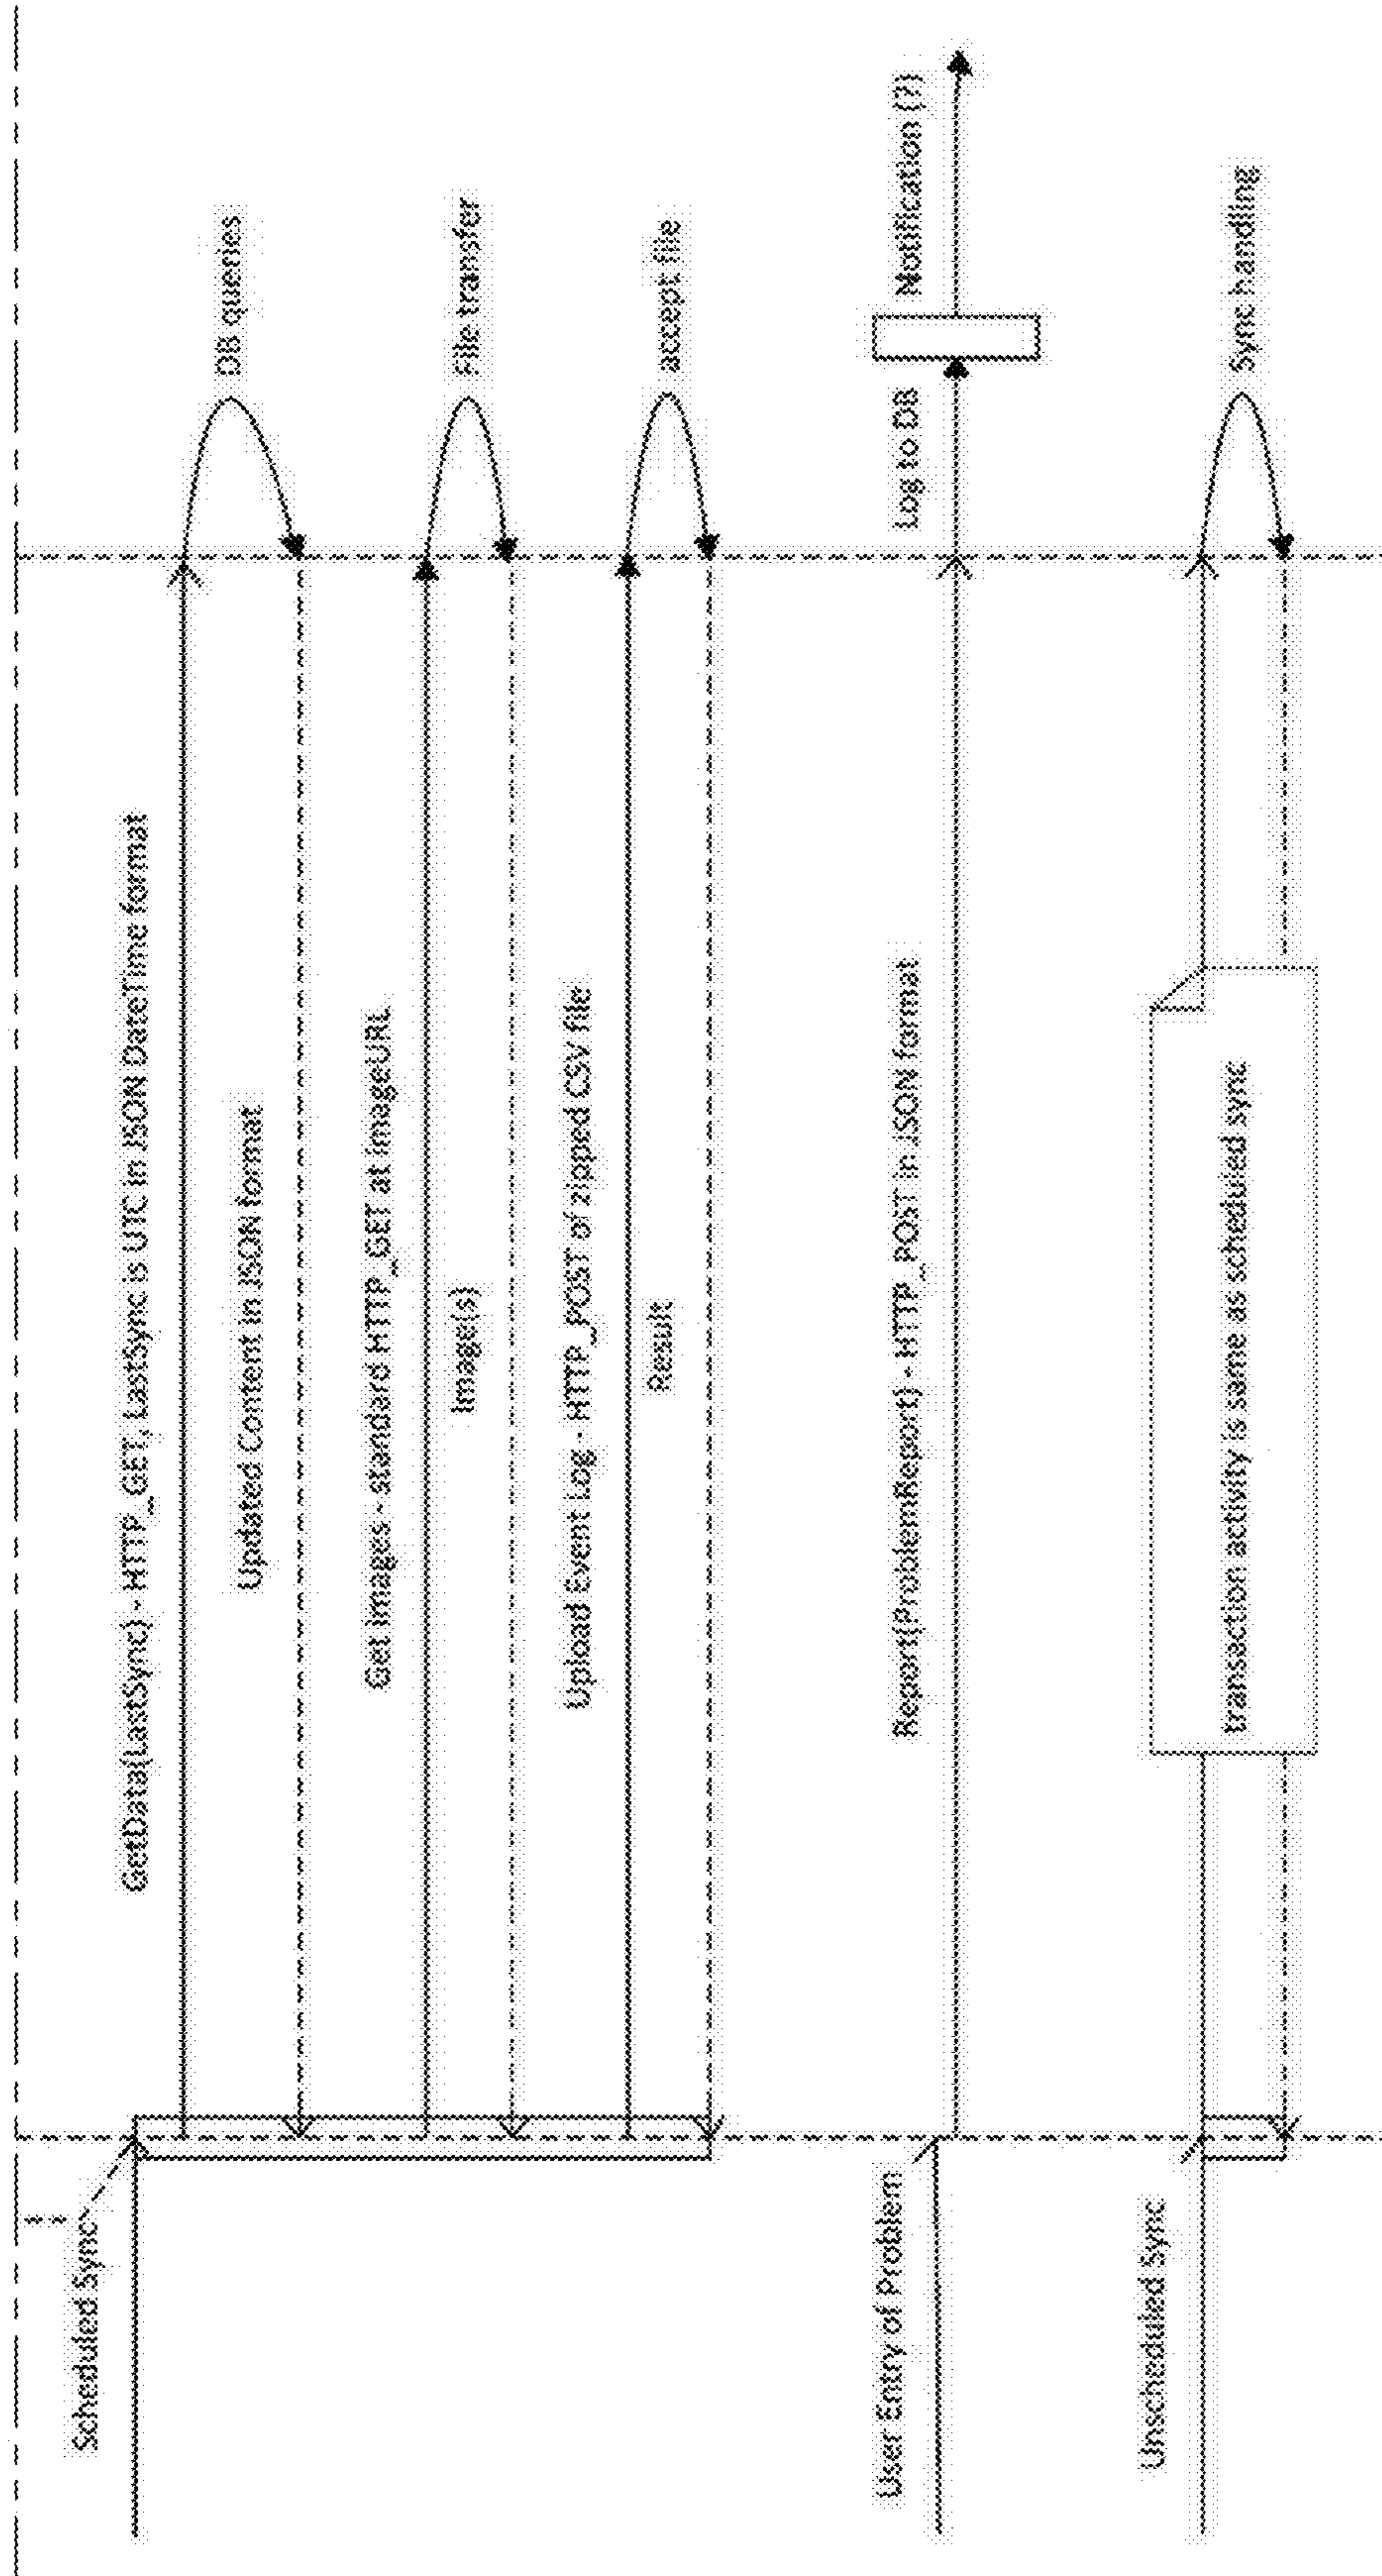 Scheduled Sync
GetData(LastSync) - HTTP_GET, LastSync is UTC in JSON DateTime format
DB queries
Updated Content in JSON format
Get images - standard HTTP_GET at imageURL
File transfer
Image(s)
Upload Event Log - HTTP_POST of zipped CSV file
accept file
Result
User Entry of Problem
Report(ProblemReport) - HTTP_POST in JSON format
Log to DB
Notification (?)
Unscheduled Sync
transaction activity is same as scheduled sync
Sync handling